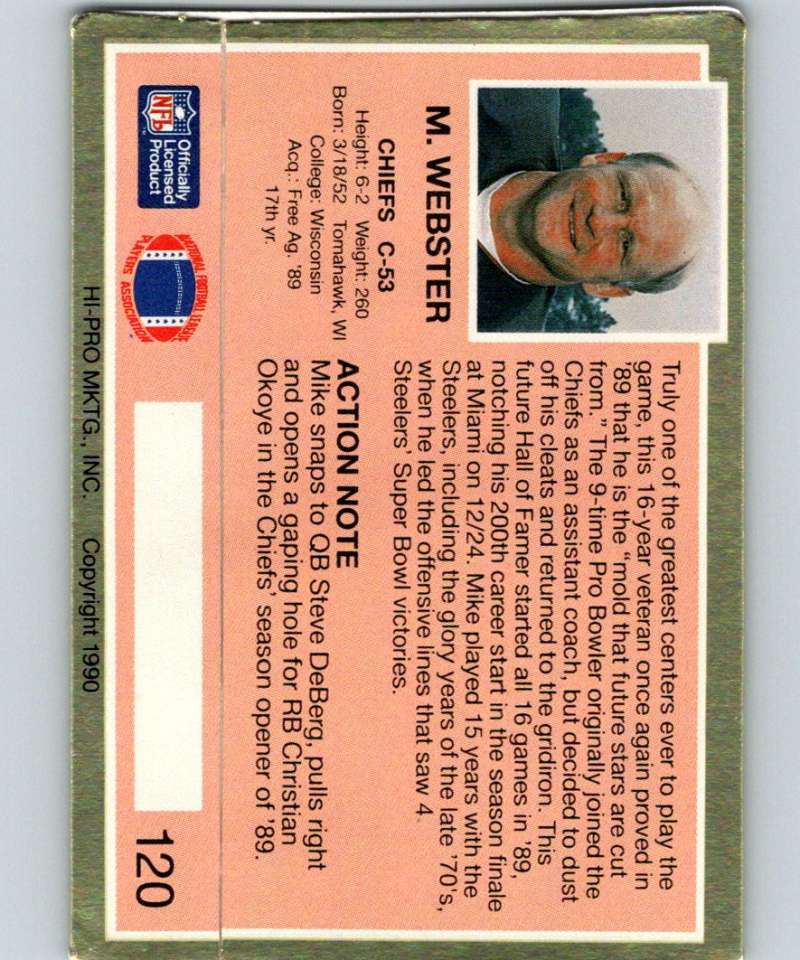 M. WEBSTER
CHIEFS C-53
Height: 6-2 Weight: 260
Born: 3/18/52 Tomahawk, WI
College: Wisconsin
Acq.: Free Ag. '89
17th yr.
Truly one of the greatest centers ever to play the
game, this 16-year veteran once again proved in
'89 that he is the "mold that future stars are cut
from." The 9-time Pro Bowler originally joined the
Chiefs as an assistant coach, but decided to dust
off his cleats and returned to the gridiron. This
future Hall of Famer started all 16 games in '89,
notching his 200th career start in the season finale
at Miami on 12/24. Mike played 15 years with the
Steelers, including the glory years of the late '70's,
when he led the offensive lines that saw 4
Steelers' Super Bowl victories.
ACTION NOTE
Mike snaps to QB Steve DeBerg, pulls right
and opens a gaping hole for RB Christian
Okoye in the Chiefs' season opener of '89.
NFL
Officially
Licensed
Product
NATIONAL FOOTBALL LEAGUE
PLAYERS ASSOCIATION
120
HI-PRO MKTG., INC. Copyright 1990